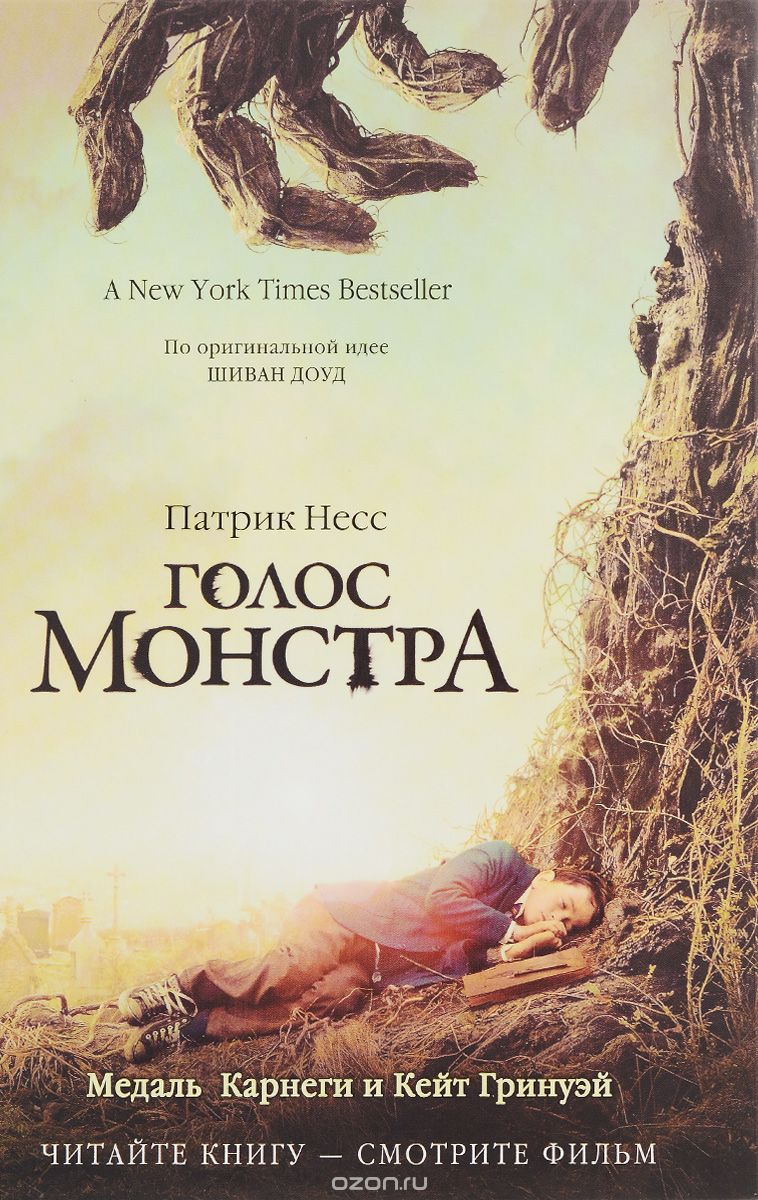 A New York Times Bestseller
По оригинальной идее
ШИВАН ДОУД
Патрик Несс
ГОЛОС
МОНСТРА
Медаль Карнеги и Кейт Гринуэй
ЧИТАЙТЕ КНИГУ — СМОТРИТЕ ФИЛЬМ
ozon.ru